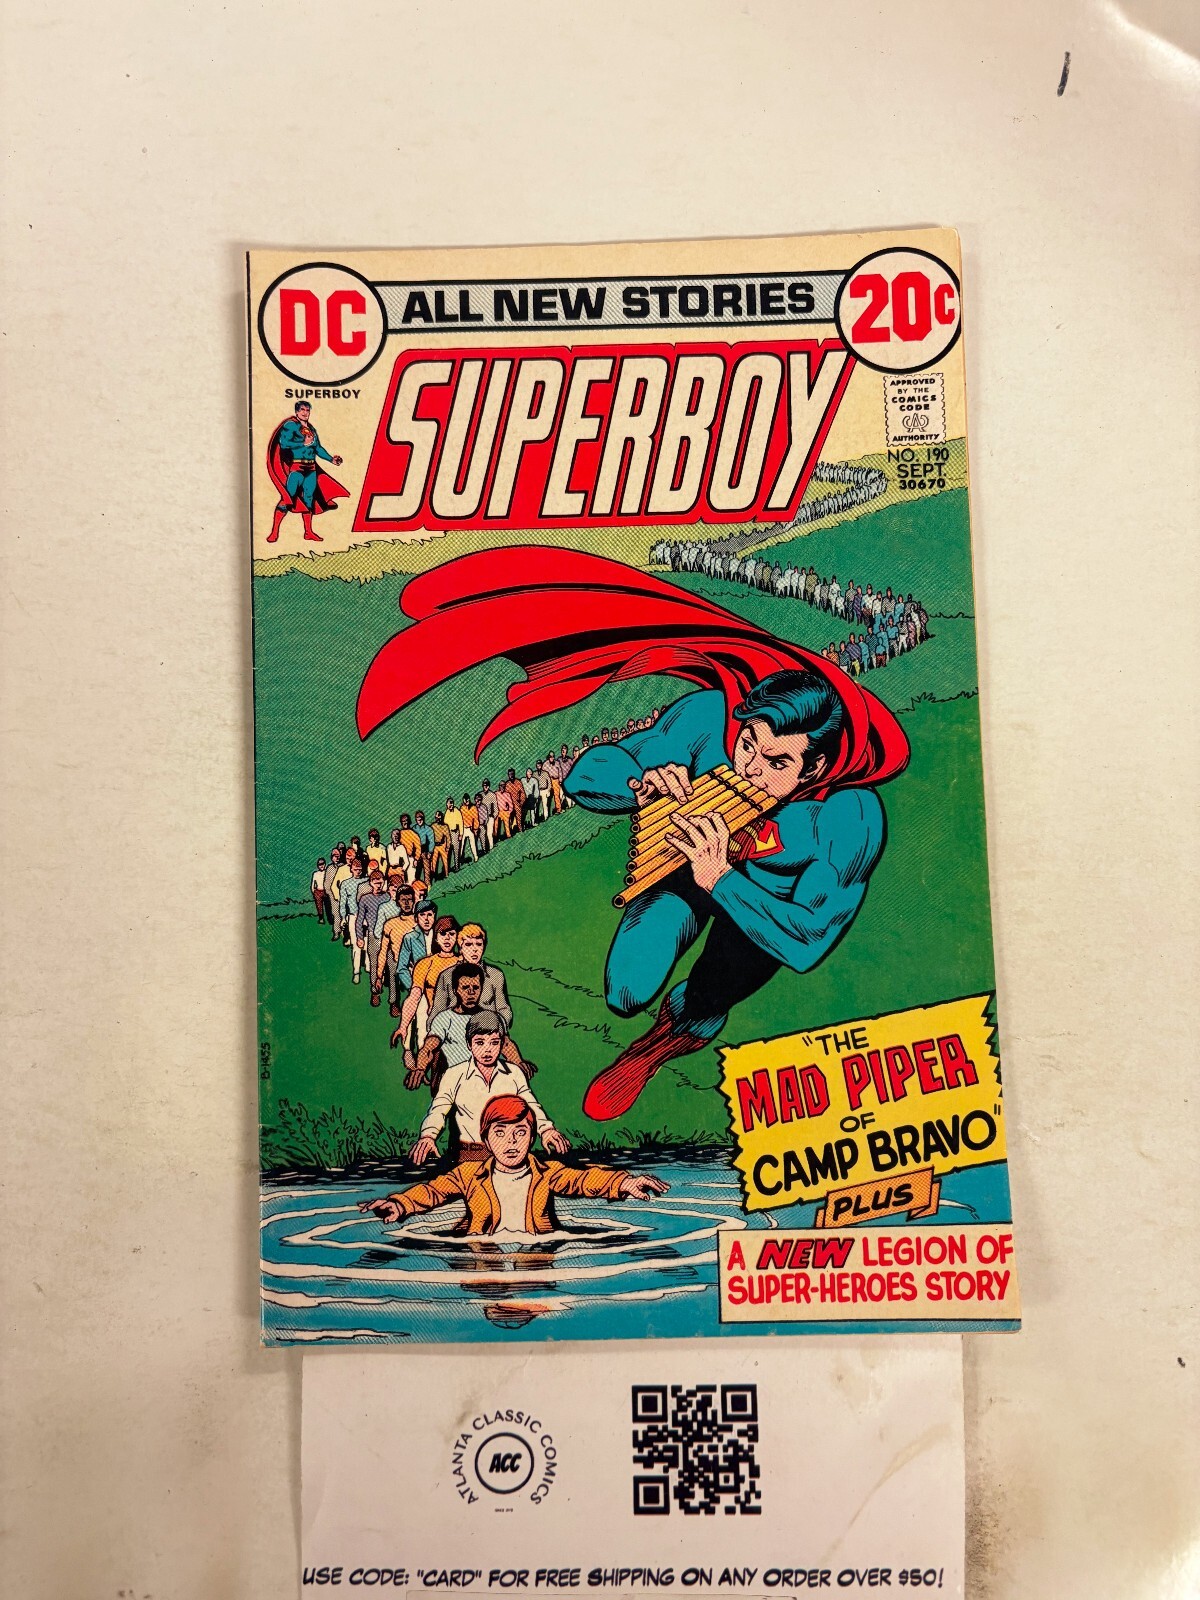 DC
ALL NEW STORIES
20¢
SUPERBOY
SUPERBOY
APPROVED
BY THE
COMICS
CODE
CA
AUTHORITY
NO. 190
SEPT.
30670
B-1455
"THE
MAD PIPER
OF
CAMP BRAVO"
PLUS
A NEW LEGION OF
SUPER-HEROES STORY
ATLANTA CLASSIC COMICS
ACC
USE CODE: "CARD" FOR FREE SHIPPING ON ANY ORDER OVER $50!